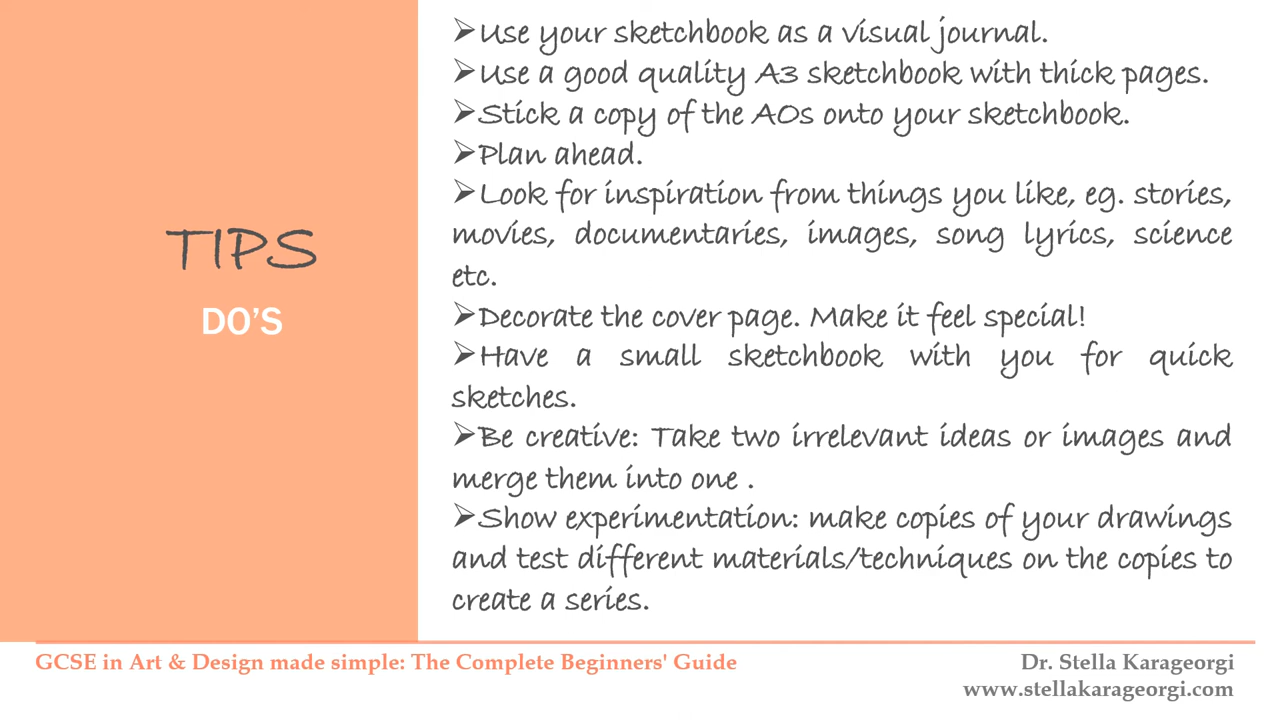 TIPS
DO'S
➢Use your sketchbook as a visual journal.
➢Use a good quality A3 sketchbook with thick pages.
➢Stick a copy of the AOs onto your sketchbook.
➢Plan ahead.
➢Look for inspiration from things you like, eg. stories,
movies, documentaries, images, song lyrics, science
etc.
➢Decorate the cover page. Make it feel special!
➢Have a small sketchbook with you for quick
sketches.
➢Be creative: Take two irrelevant ideas or images and
merge them into one .
➢Show experimentation: make copies of your drawings
and test different materials/techniques on the copies to
create a series.
GCSE in Art & Design made simple: The Complete Beginners' Guide
Dr. Stella Karageorgi
www.stellakarageorgi.com